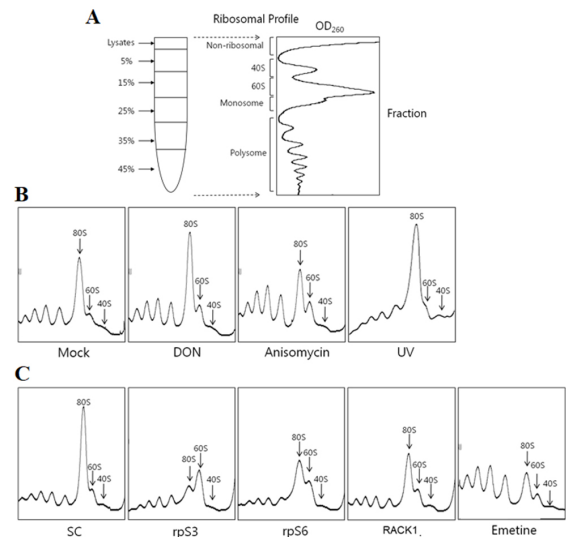 A
Ribosomal Profile
OD260
Lysates
5%
15%
25%
35%
45%
Non-ribosomal
40S
60S
Monosome
Polysome
Fraction
B
80S
60S
40S
Mock
80S
60S
40S
DON
80S
60S
40S
Anisomycin
80S
60S
40S
UV
C
80S
60S
40S
SC
80S
60S
40S
rpS3
80S
60S
40S
rpS6
80S
60S
40S
RACK1.
80S
60S
40S
Emetine